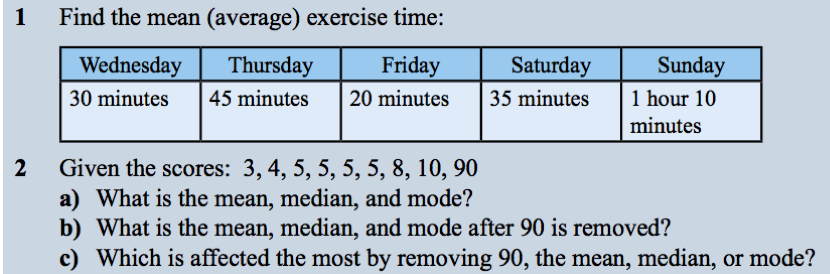 1 Find the mean (average) exercise time:
Wednesday Thursday Friday Saturday Sunday
30 minutes 45 minutes 20 minutes 35 minutes 1 hour 10
minutes
2 Given the scores: 3, 4, 5, 5, 5, 5, 8, 10, 90
a) What is the mean, median, and mode?
b) What is the mean, median, and mode after 90 is removed?
c) Which is affected the most by removing 90, the mean, median, or mode?